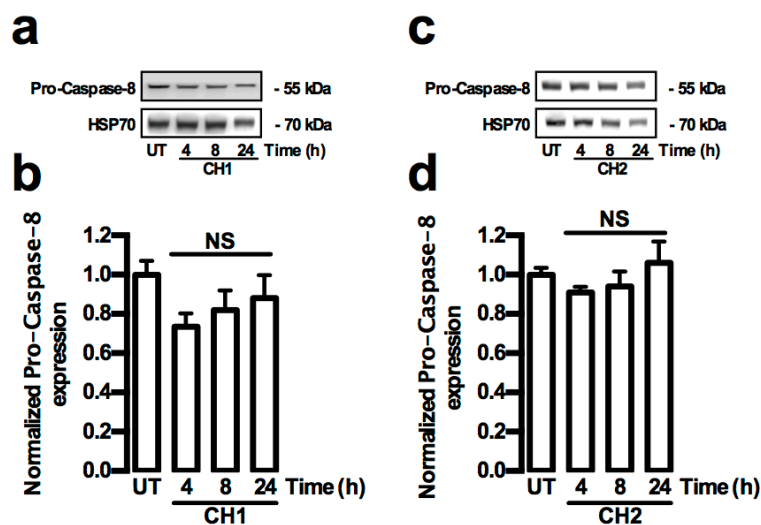 a
Pro-Caspase-8 - 55 kDa
HSP70 - 70 kDa
UT 4 8 24 Time (h)
CH1
b
Normalized Pro-Caspase-8
expression
1.2
1.0
0.8
0.6
0.4
0.2
0.0
NS
UT 4 8 24 Time (h)
CH1
c
Pro-Caspase-8 - 55 kDa
HSP70 - 70 kDa
UT 4 8 24 Time (h)
CH2
d
Normalized Pro-Caspase-8
expression
1.2
1.0
0.8
0.6
0.4
0.2
0.0
NS
UT 4 8 24 Time (h)
CH2